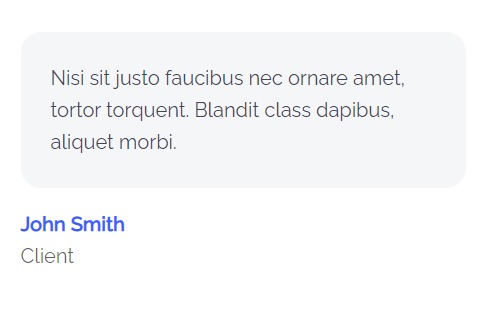 Nisi sit justo faucibus nec ornare amet,
tortor torquent. Blandit class dapibus,
aliquet morbi.
John Smith
Client